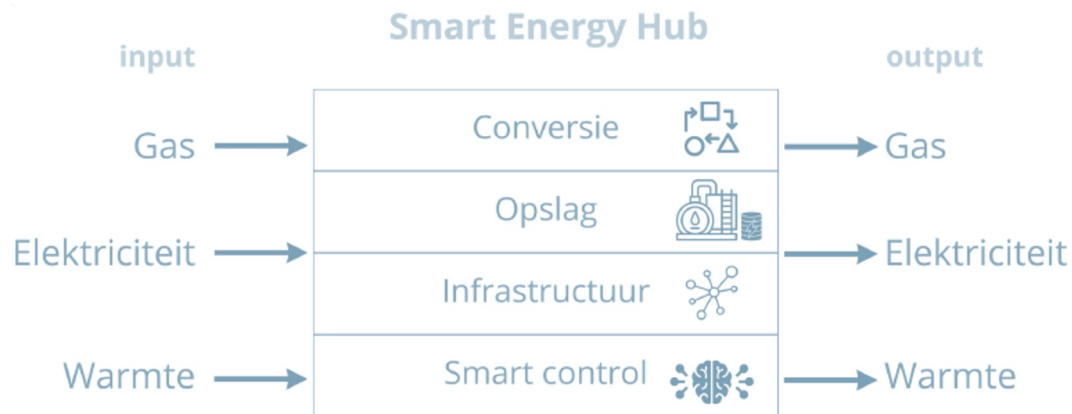 Smart Energy Hub
input
output
Gas
Conversie
Gas
Opslag
Elektriciteit
Elektriciteit
Infrastructuur
Warmte
Smart control
Warmte